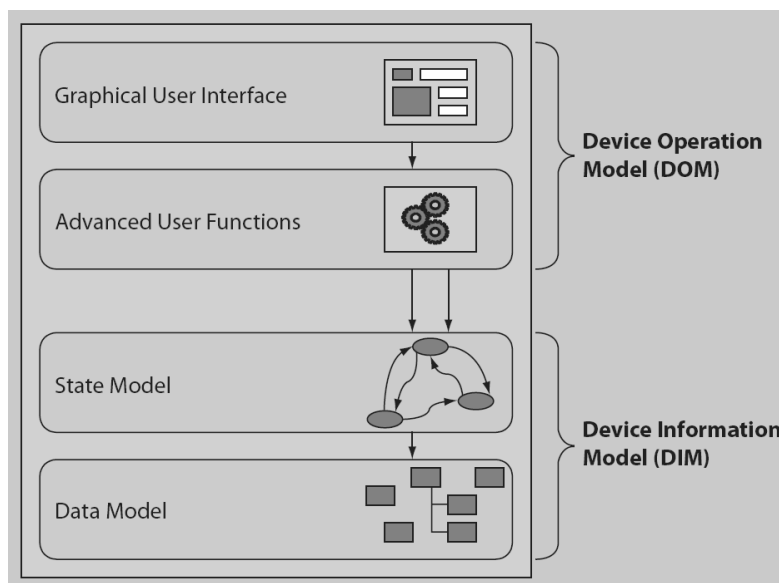 Graphical User Interface
Device Operation
Model (DOM)
Advanced User Functions
State Model
Device Information
Model (DIM)
Data Model